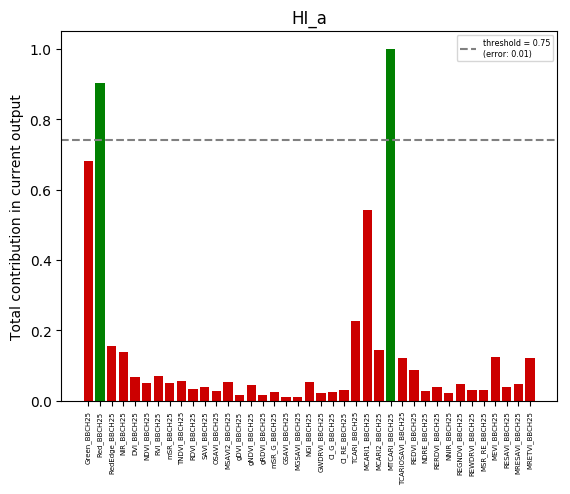 HI_a
threshold = 0.75
(error: 0.01)
Total contribution in current output
1.0
0.8
0.6
0.4
0.2
0.0
Green_BBCH25
Red_BBCH25
RedEdge_BBCH25
NIR_BBCH25
DVI_BBCH25
NDVI_BBCH25
RVI_BBCH25
mSR_BBCH25
TNDVI_BBCH25
RDVI_BBCH25
SAVI_BBCH25
OSAVI_BBCH25
MSAVI2_BBCH25
gDVI_BBCH25
gNDVI_BBCH25
gRDVI_BBCH25
mSR_G_BBCH25
GSAVI_BBCH25
MGSAVI_BBCH25
NGI_BBCH25
GWDRVI_BBCH25
CI_G_BBCH25
CI_RE_BBCH25
TCARI_BBCH25
MCARI1_BBCH25
MCARI2_BBCH25
MTCARI_BBCH25
TCARIOSAVI_BBCH25
REDVI_BBCH25
NDRE_BBCH25
RERDVI_BBCH25
NNIR_BBCH25
REGNDVI_BBCH25
REWDRVI_BBCH25
MSR_RE_BBCH25
MEVI_BBCH25
RESAVI_BBCH25
MRESAVI_BBCH25
MRETVI_BBCH25